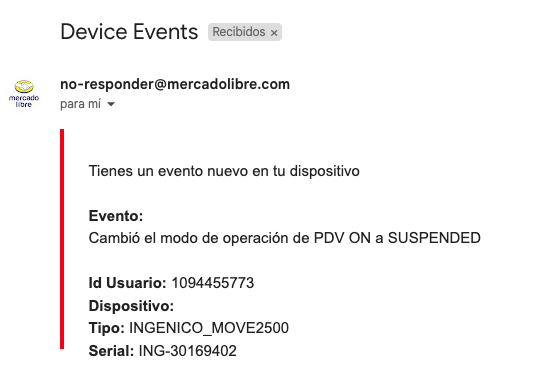 Device Events Recibidos ×
no-responder@mercadolibre.com
mercado
libre
para mí
Tienes un evento nuevo en tu dispositivo
Evento:
Cambió el modo de operación de PDV ON a SUSPENDED
Id Usuario: 1094455773
Dispositivo:
Tipo: INGENICO_MOVE2500
Serial: ING-30169402